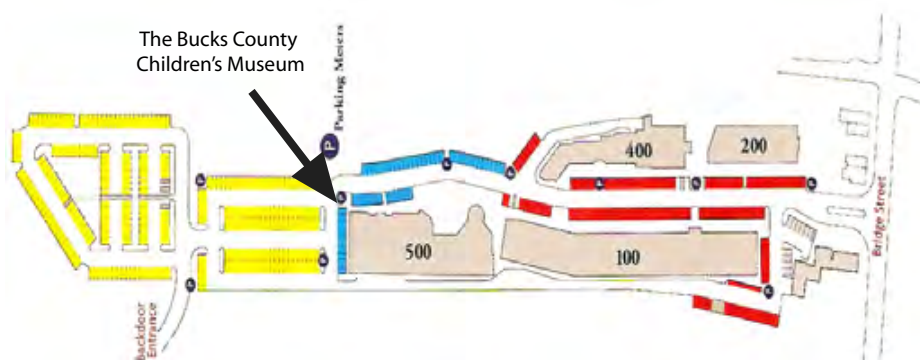 The Bucks County
Children's Museum
P Parking Meters
P
P
P
P
P
P
P
P
P
P
400
200
500
100
Bridge Street
Backdoor
Entrance